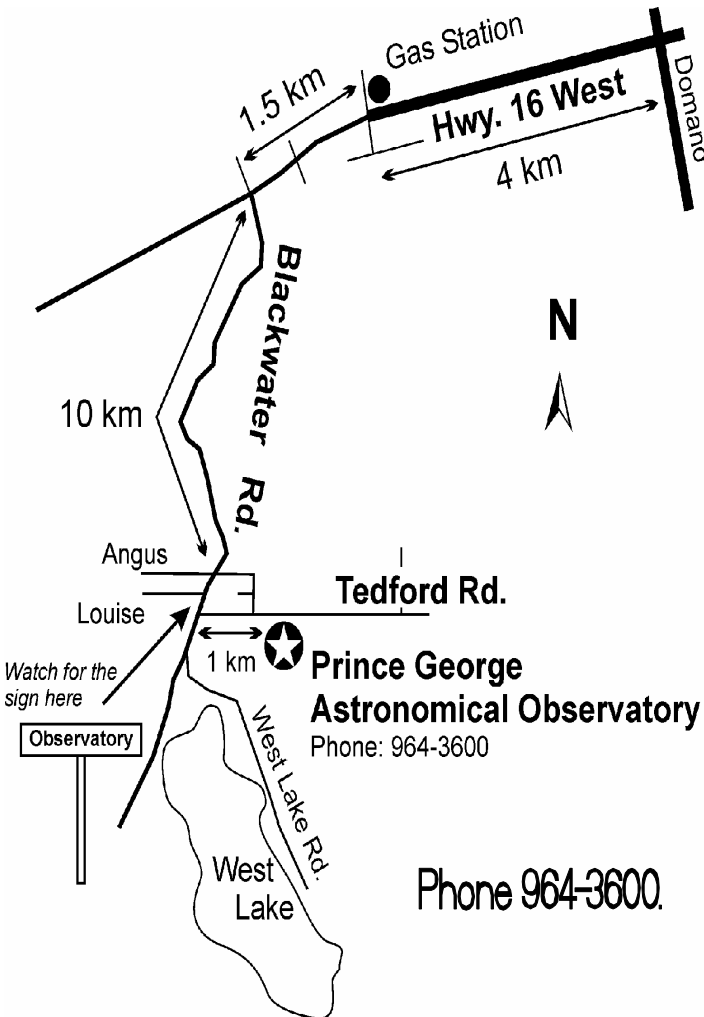 Gas Station
1.5 km
Hwy. 16 West
Domano
4 km
Blackwater Rd.
N
10 km
Angus
Tedford Rd.
Louise
1 km
Watch for the
sign here
Prince George
Astronomical Observatory
Phone: 964-3600
Observatory
West Lake Rd.
West
Lake
Phone 964-3600.